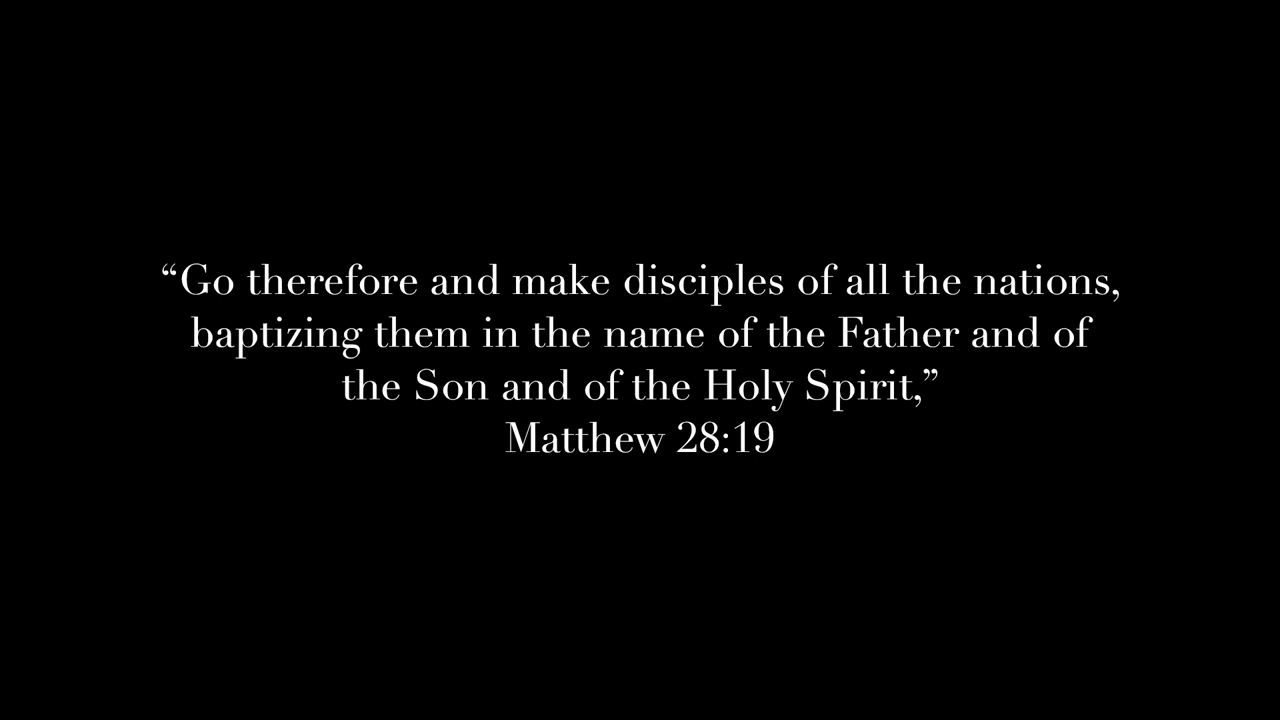 “Go therefore and make disciples of all the nations,
baptizing them in the name of the Father and of
the Son and of the Holy Spirit,”
Matthew 28:19